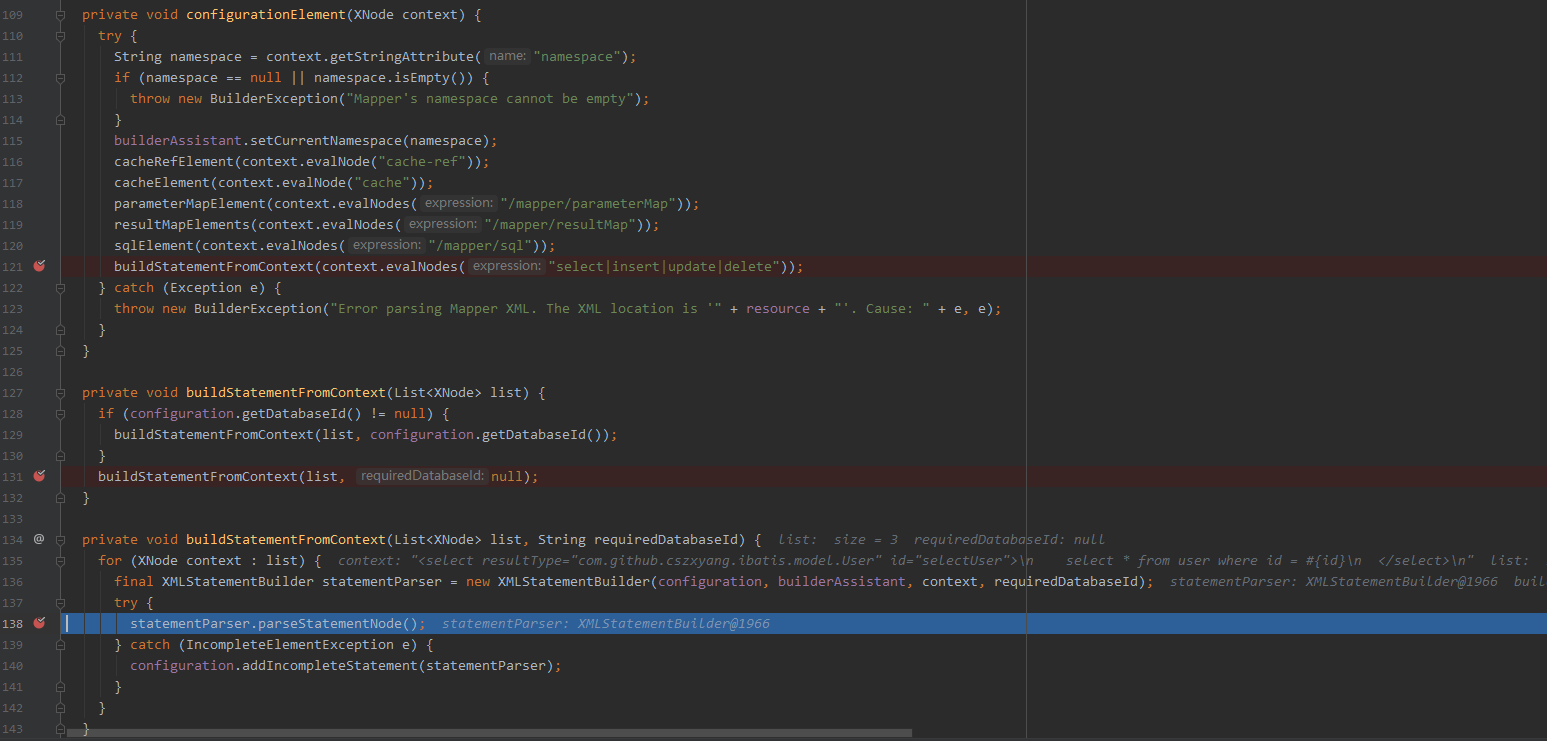 109 private void configurationElement(XNode context) {
110 try {
111 String namespace = context.getStringAttribute( name: "namespace");
112 if (namespace == null || namespace.isEmpty()) {
113 throw new BuilderException("Mapper's namespace cannot be empty");
114 }
115 builderAssistant.setCurrentNamespace(namespace);
116 cacheRefElement(context.evalNode("cache-ref"));
117 cacheElement(context.evalNode("cache"));
118 parameterMapElement(context.evalNodes( expression: "/mapper/parameterMap"));
119 resultMapElements(context.evalNodes( expression: "/mapper/resultMap"));
120 sqlElement(context.evalNodes( expression: "/mapper/sql"));
121 buildStatementFromContext(context.evalNodes( expression: "select|insert|update|delete"));
122 } catch (Exception e) {
123 throw new BuilderException("Error parsing Mapper XML. The XML location is '" + resource + "'. Cause: " + e, e);
124 }
125 }
126
127 private void buildStatementFromContext(List<XNode> list) {
128 if (configuration.getDatabaseId() != null) {
129 buildStatementFromContext(list, configuration.getDatabaseId());
130 }
131 buildStatementFromContext(list, requiredDatabaseId: null);
132 }
133
134 @ private void buildStatementFromContext(List<XNode> list, String requiredDatabaseId) { list: size = 3 requiredDatabaseId: null
135 for (XNode context : list) { context: "<select resultType="com.github.cszxyang.ibatis.model.User" id="selectUser">\n select * from user where id = #{id}\n </select>\n" list:
136 final XMLStatementBuilder statementParser = new XMLStatementBuilder(configuration, builderAssistant, context, requiredDatabaseId); statementParser: XMLStatementBuilder@1966 buil
137 try {
138 statementParser.parseStatementNode(); statementParser: XMLStatementBuilder@1966
139 } catch (IncompleteElementException e) {
140 configuration.addIncompleteStatement(statementParser);
141 }
142 }
143 }